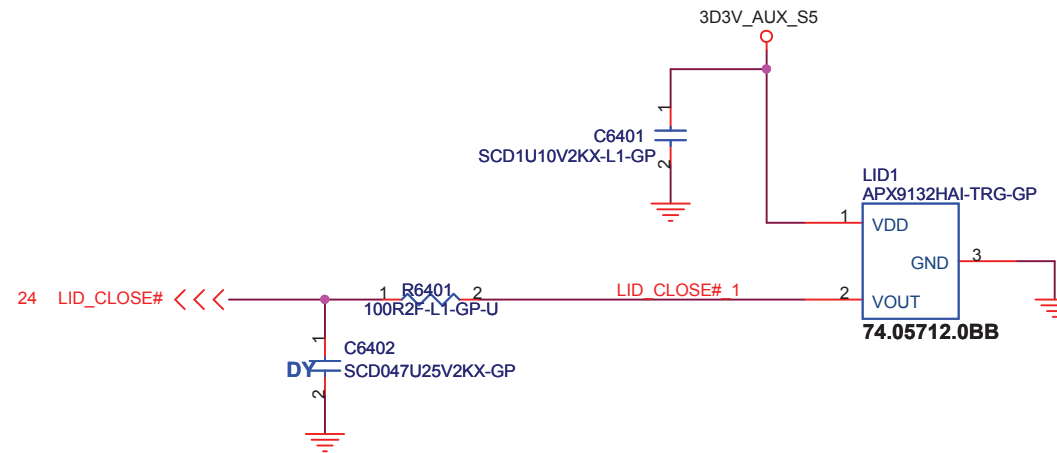 3D3V_AUX_S5
1
C6401
SCD1U10V2KX-L1-GP
2
LID1
APX9132HAI-TRG-GP
1
VDD
GND
3
24 LID_CLOSE#
1
R6401
2
100R2F-L1-GP-U
LID_CLOSE#_1
2
VOUT
74.05712.0BB
1
C6402
DY
SCD047U25V2KX-GP
2